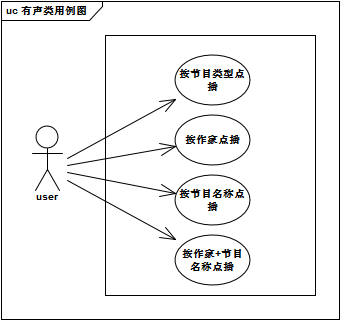 uc 有声类用例图
按节目类型点
播
按作家点播
按节目名称点
播
user
按作家+节目
名称点播